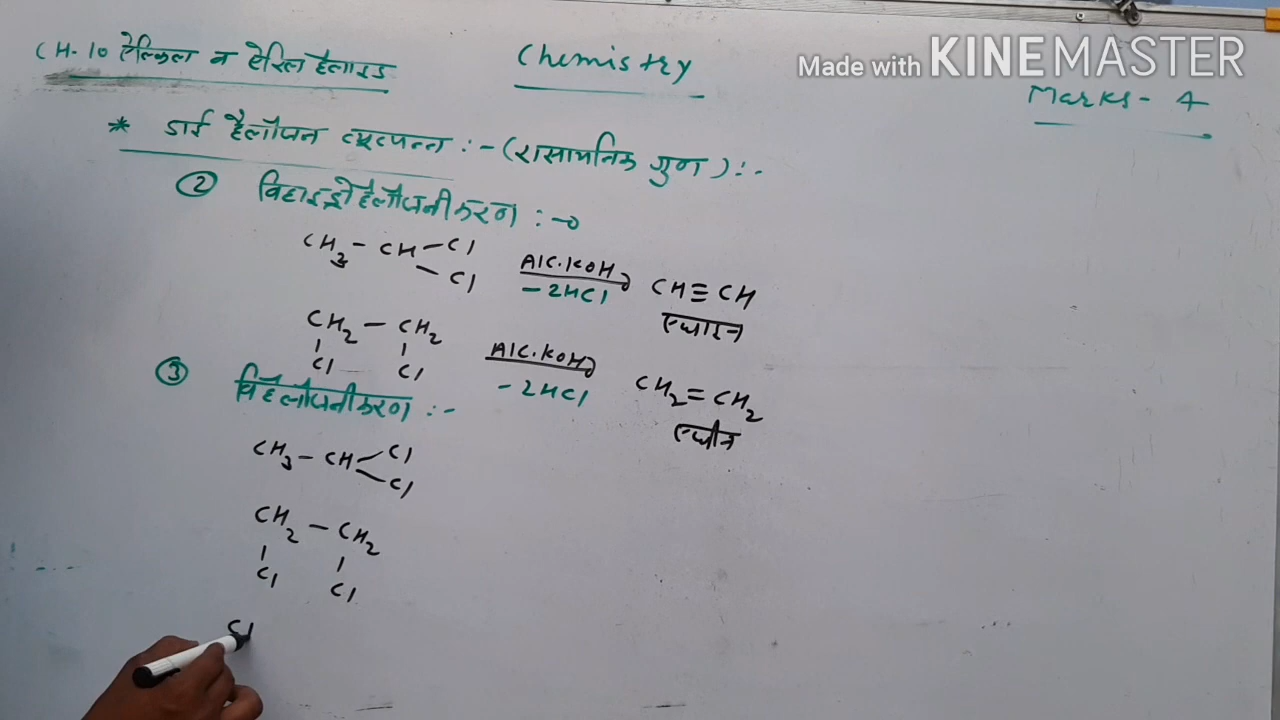 CH-10 ऐल्किल व ऐरिल हैलाइड
Chemistry
Made with KINEMASTER
Marks- 4
* डाई हैलोजन व्युत्पन्न :- (रासायनिक गुण) :-
② विहाइड्रोहैलोजनीकरण :→
CH₃ - CH - Cl
Cl
Alc. KOH
- 2HCl
CH ≡ CH
एथाइन
CH₂ - CH₂
Cl Cl
Alc. KOH
- 2HCl
CH₂ = CH₂
एथीन
③ विहैलोजनीकरण :-
CH₃ - CH Cl
Cl
CH₂ - CH₂
Cl Cl
Cl